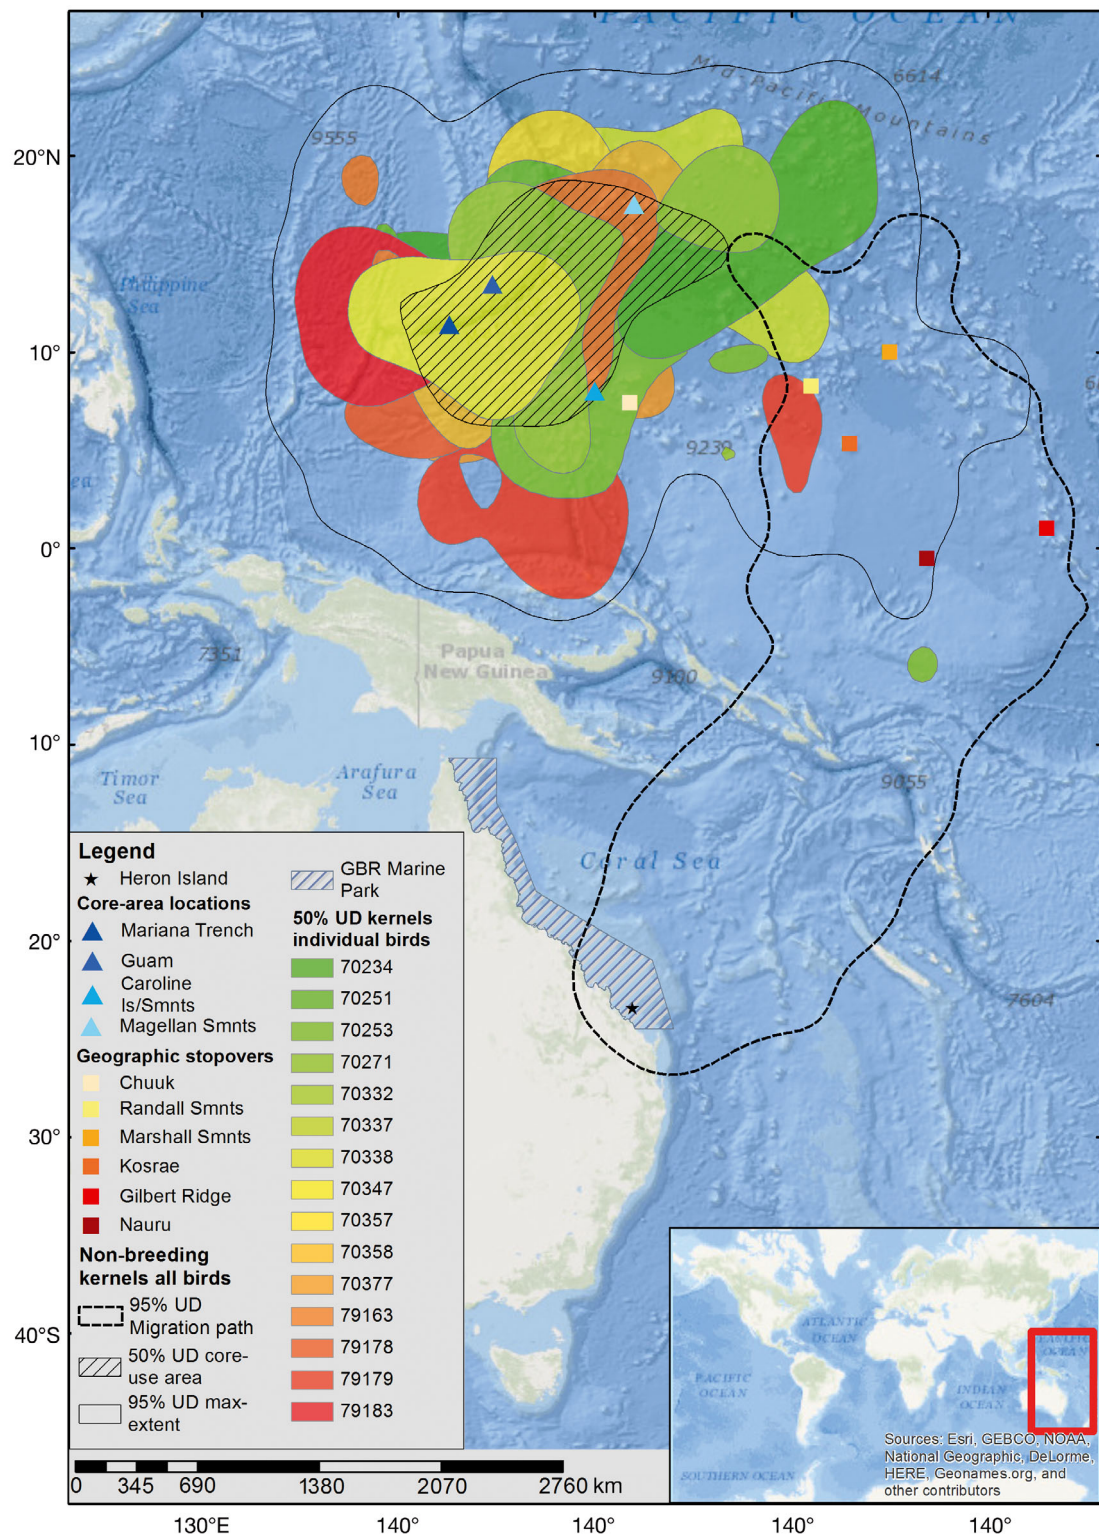 PACIFIC OCEAN
Mid-Pacific Mountains
6614
9555
20°N
Philippine
Sea
10°
9239
0°
7351
Papua
New Guinea
9100
10°
Timor
Sea
Arafura
Sea
9055
Coral Sea
20°
7604
30°
40°S
Legend
Heron Island
Core-area locations
Mariana Trench
Guam
Caroline
Is/Smnts
Magellan Smnts
Geographic stopovers
Chuuk
Randall Smnts
Marshall Smnts
Kosrae
Gilbert Ridge
Nauru
Non-breeding
kernels all birds
95% UD
Migration path
50% UD core-
use area
95% UD max-
extent
GBR Marine
Park
50% UD kernels
individual birds
70234
70251
70253
70271
70332
70337
70338
70347
70357
70358
70377
79163
79178
79179
79183
0 345 690 1380 2070 2760 km
130°E 140° 140° 140° 140°
ATLANTIC
OCEAN
PACIFIC
OCEAN
INDIAN
OCEAN
OCEAN
SOUTHERN OCEAN
Sources: Esri, GEBCO, NOAA,
National Geographic, DeLorme,
HERE, Geonames.org, and
other contributors